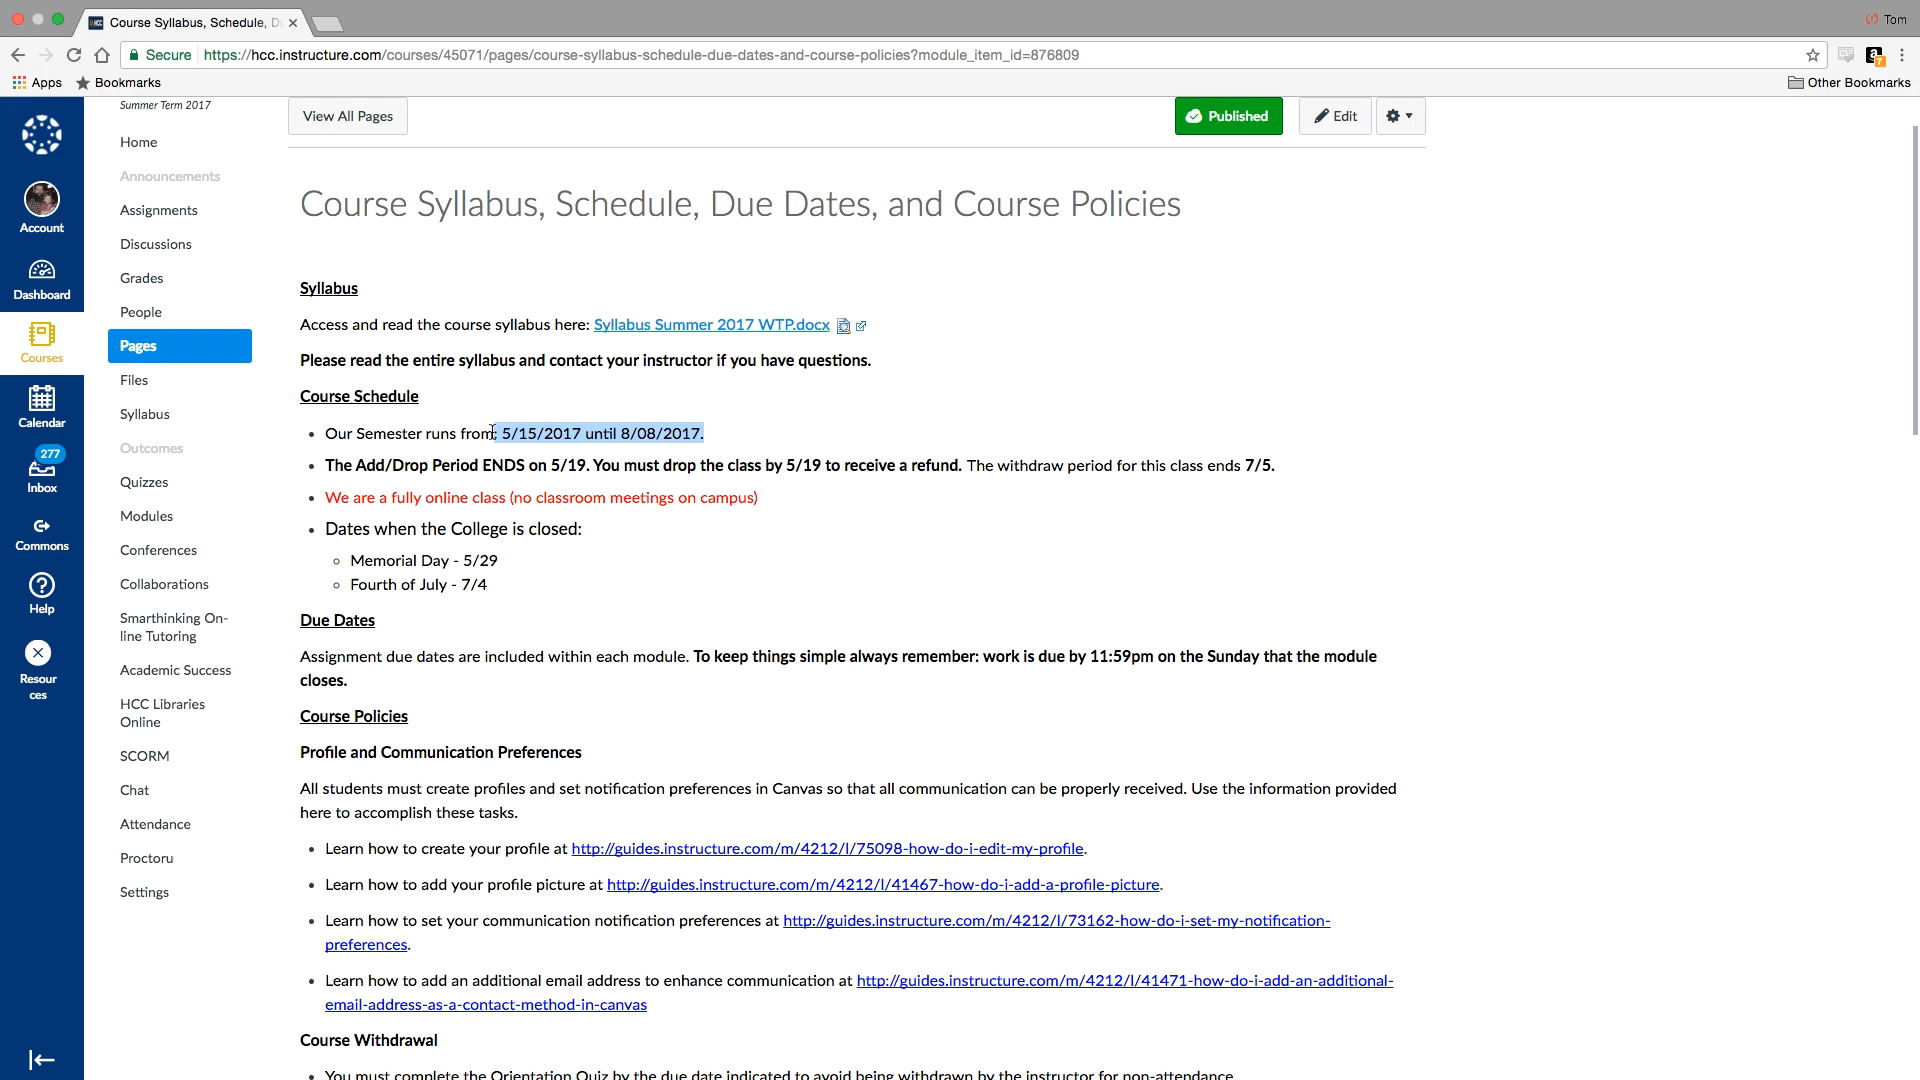 Course Syllabus, Schedule, D
Tom
Secure https://hcc.instructure.com/courses/45071/pages/course-syllabus-schedule-due-dates-and-course-policies?module_item_id=876809
7
Apps Bookmarks
Other Bookmarks
Account
Dashboard
Courses
Calendar
277
Inbox
Commons
Help
Resour
ces
Summer Term 2017
Home
Announcements
Assignments
Discussions
Grades
People
Pages
Files
Syllabus
Outcomes
Quizzes
Modules
Conferences
Collaborations
Smarthinking On-
line Tutoring
Academic Success
HCC Libraries
Online
SCORM
Chat
Attendance
Proctoru
Settings
View All Pages
Published
Edit
Course Syllabus, Schedule, Due Dates, and Course Policies
Syllabus
Access and read the course syllabus here: Syllabus Summer 2017 WTP.docx
Please read the entire syllabus and contact your instructor if you have questions.
Course Schedule
• Our Semester runs from: 5/15/2017 until 8/08/2017.
• The Add/Drop Period ENDS on 5/19. You must drop the class by 5/19 to receive a refund. The withdraw period for this class ends 7/5.
• We are a fully online class (no classroom meetings on campus)
• Dates when the College is closed:
◦ Memorial Day - 5/29
◦ Fourth of July - 7/4
Due Dates
Assignment due dates are included within each module. To keep things simple always remember: work is due by 11:59pm on the Sunday that the module
closes.
Course Policies
Profile and Communication Preferences
All students must create profiles and set notification preferences in Canvas so that all communication can be properly received. Use the information provided
here to accomplish these tasks.
• Learn how to create your profile at http://guides.instructure.com/m/4212/l/75098-how-do-i-edit-my-profile.
• Learn how to add your profile picture at http://guides.instructure.com/m/4212/l/41467-how-do-i-add-a-profile-picture.
• Learn how to set your communication notification preferences at http://guides.instructure.com/m/4212/l/73162-how-do-i-set-my-notification-
preferences.
• Learn how to add an additional email address to enhance communication at http://guides.instructure.com/m/4212/l/41471-how-do-i-add-an-additional-
email-address-as-a-contact-method-in-canvas
Course Withdrawal
• You must complete the Orientation Quiz by the due date indicated to avoid being withdrawn by the instructor for non-attendance.